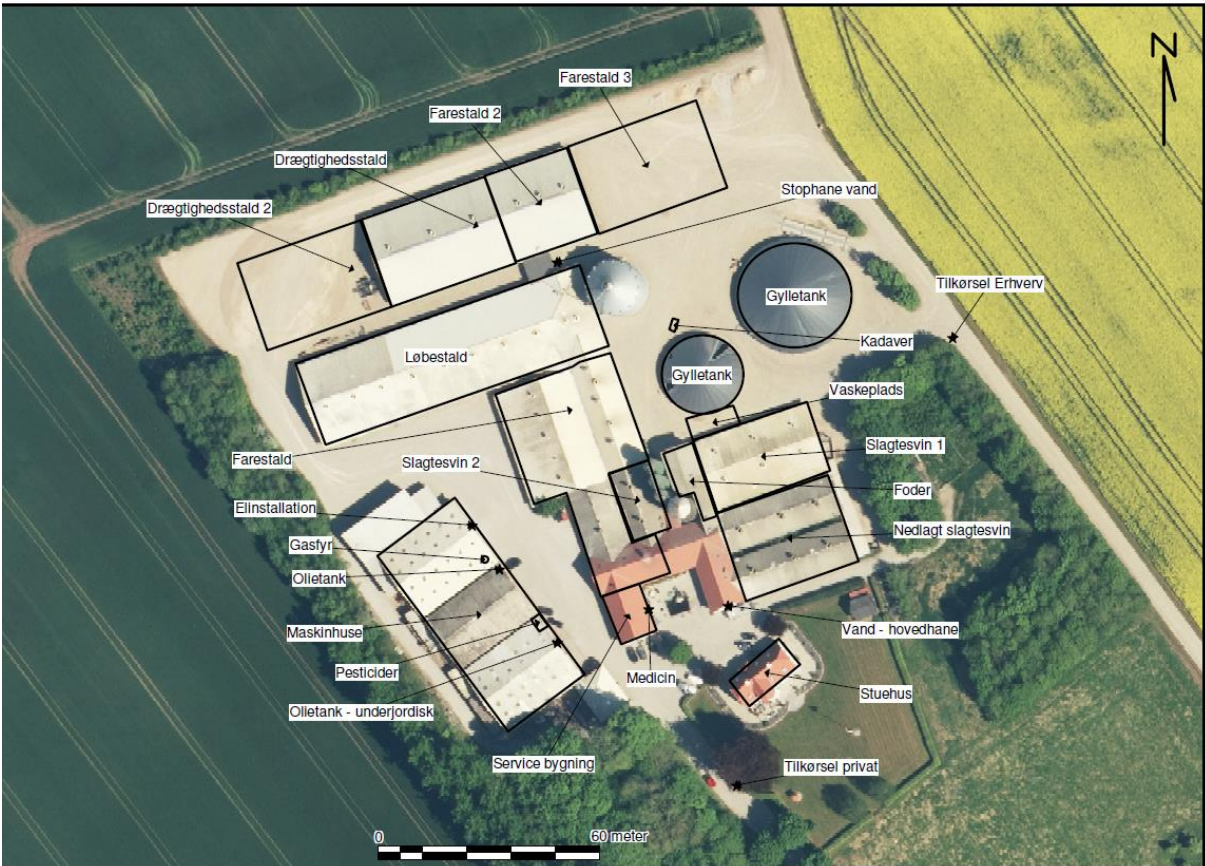 N
Farestald 3
Farestald 2
Drægtighedsstald
Stophane vand
Drægtighedsstald 2
Tilkørsel Erhverv
Gylletank
Kadaver
Løbestald
Gylletank
Vaskeplads
Farestald
Slagtesvin 2
Slagtesvin 1
Foder
Elinstallation
Nedlagt slagtesvin
Gasfyr
Olietank
Maskinhuse
Vand - hovedhane
Pesticider
Medicin
Stuehus
Olietank - underjordisk
Service bygning
Tilkørsel privat
0 60 meter